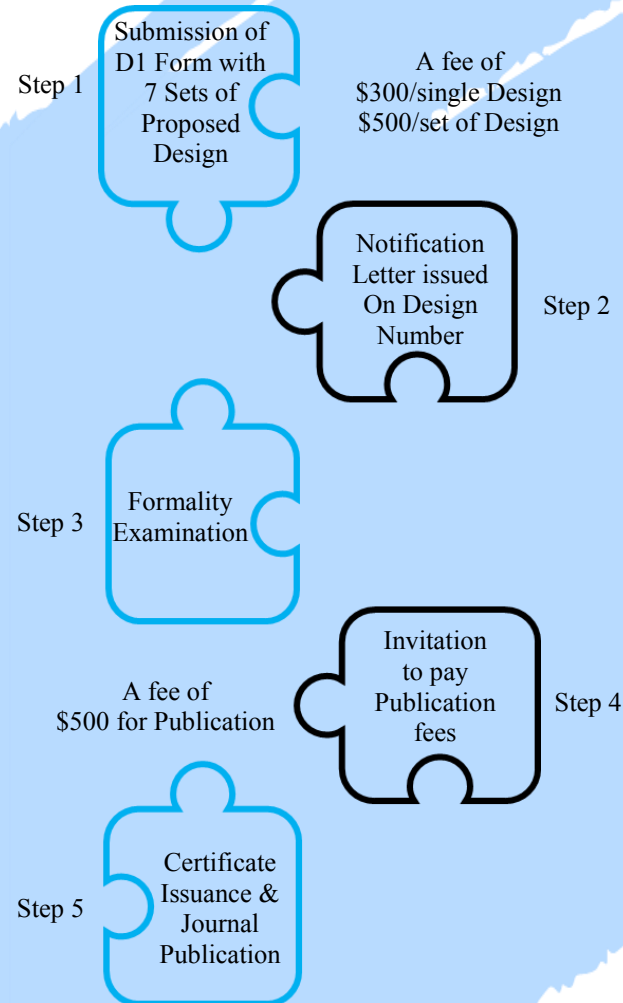 Step 1
Submission of
D1 Form with
7 Sets of
Proposed
Design
A fee of
$300/single Design
$500/set of Design
Notification
Letter issued
On Design
Number
Step 2
Step 3
Formality
Examination
Invitation
to pay
Publication
fees
Step 4
A fee of
$500 for Publication
Step 5
Certificate
Issuance &
Journal
Publication